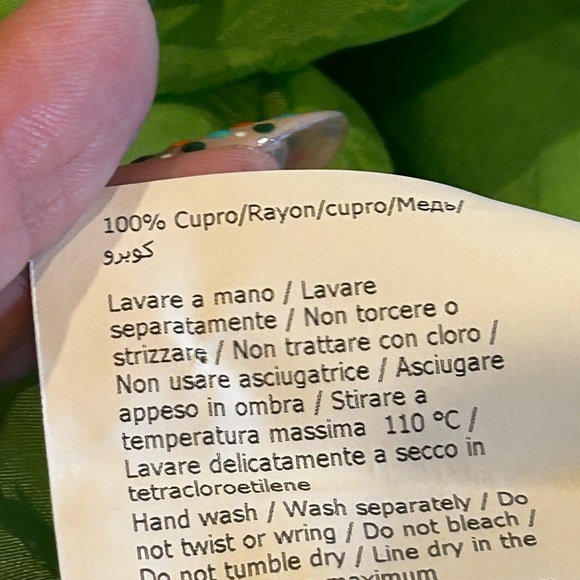 100% Cupro/Rayon/cupro/Медь/
كوبرو
Lavare a mano / Lavare
separatamente / Non torcere o
strizzare / Non trattare con cloro /
Non usare asciugatrice / Asciugare
appeso in ombra / Stirare a
temperatura massima 110 °C /
Lavare delicatamente a secco in
tetracloroetilene
Hand wash / Wash separately / Do
not twist or wring / Do not bleach /
Do not tumble dry / Line dry in the
maximum